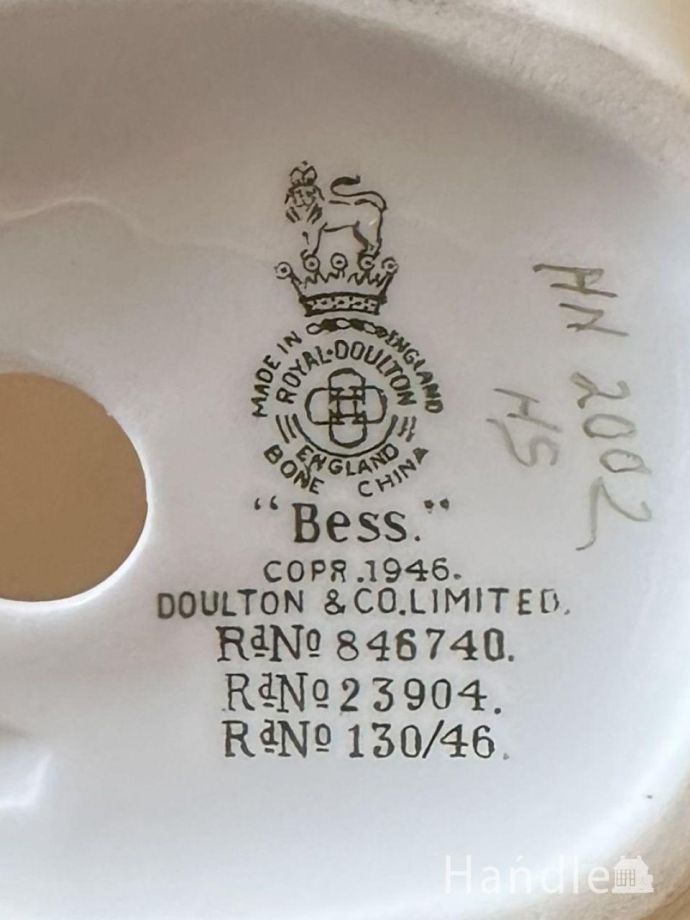 MADE IN ENGLAND
ROYAL·DOULTON
ENGLAND
BONE CHINA
"Bess."
COPR.1946.
DOULTON & CO.LIMITED.
RdNo 846740.
RdNo 23904.
RdNo 130/46.
HN 2002
HS
Handle